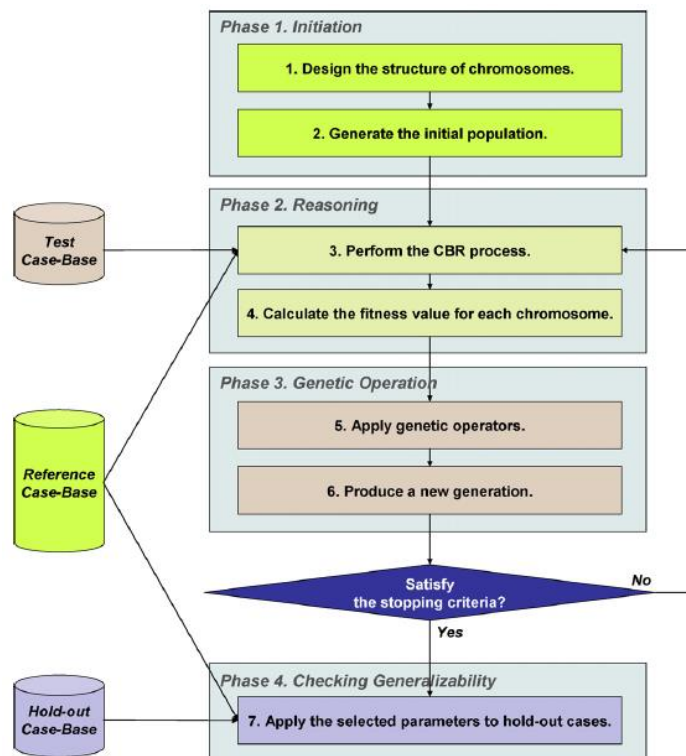 Phase 1. Initiation
1. Design the structure of chromosomes.
2. Generate the initial population.
Phase 2. Reasoning
Test
Case-Base
3. Perform the CBR process.
4. Calculate the fitness value for each chromosome.
Phase 3. Genetic Operation
5. Apply genetic operators.
Reference
Case-Base
6. Produce a new generation.
Satisfy
the stopping criteria?
No
Yes
Phase 4. Checking Generalizability
Hold-out
Case-Base
7. Apply the selected parameters to hold-out cases.